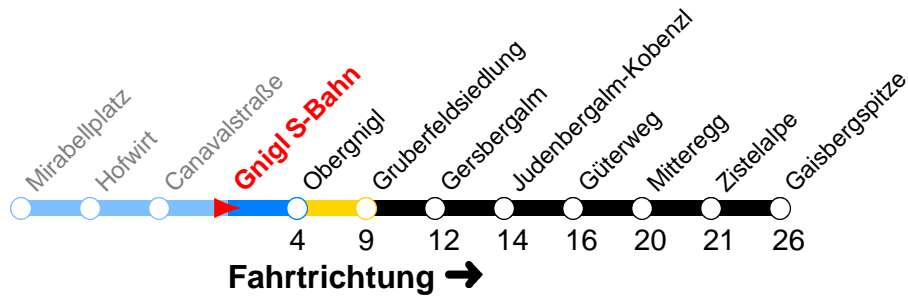 Mirabellplatz
Hofwirt
Canavalstraße
Gnigl S-Bahn
Obergnigl
Gruberfeldsiedlung
Gersbergalm
Judenbergalm-Kobenzl
Güterweg
Mitteregg
Zistelalpe
Gaisbergspitze
4 9 12 14 16 20 21 26
Fahrtrichtung ➔